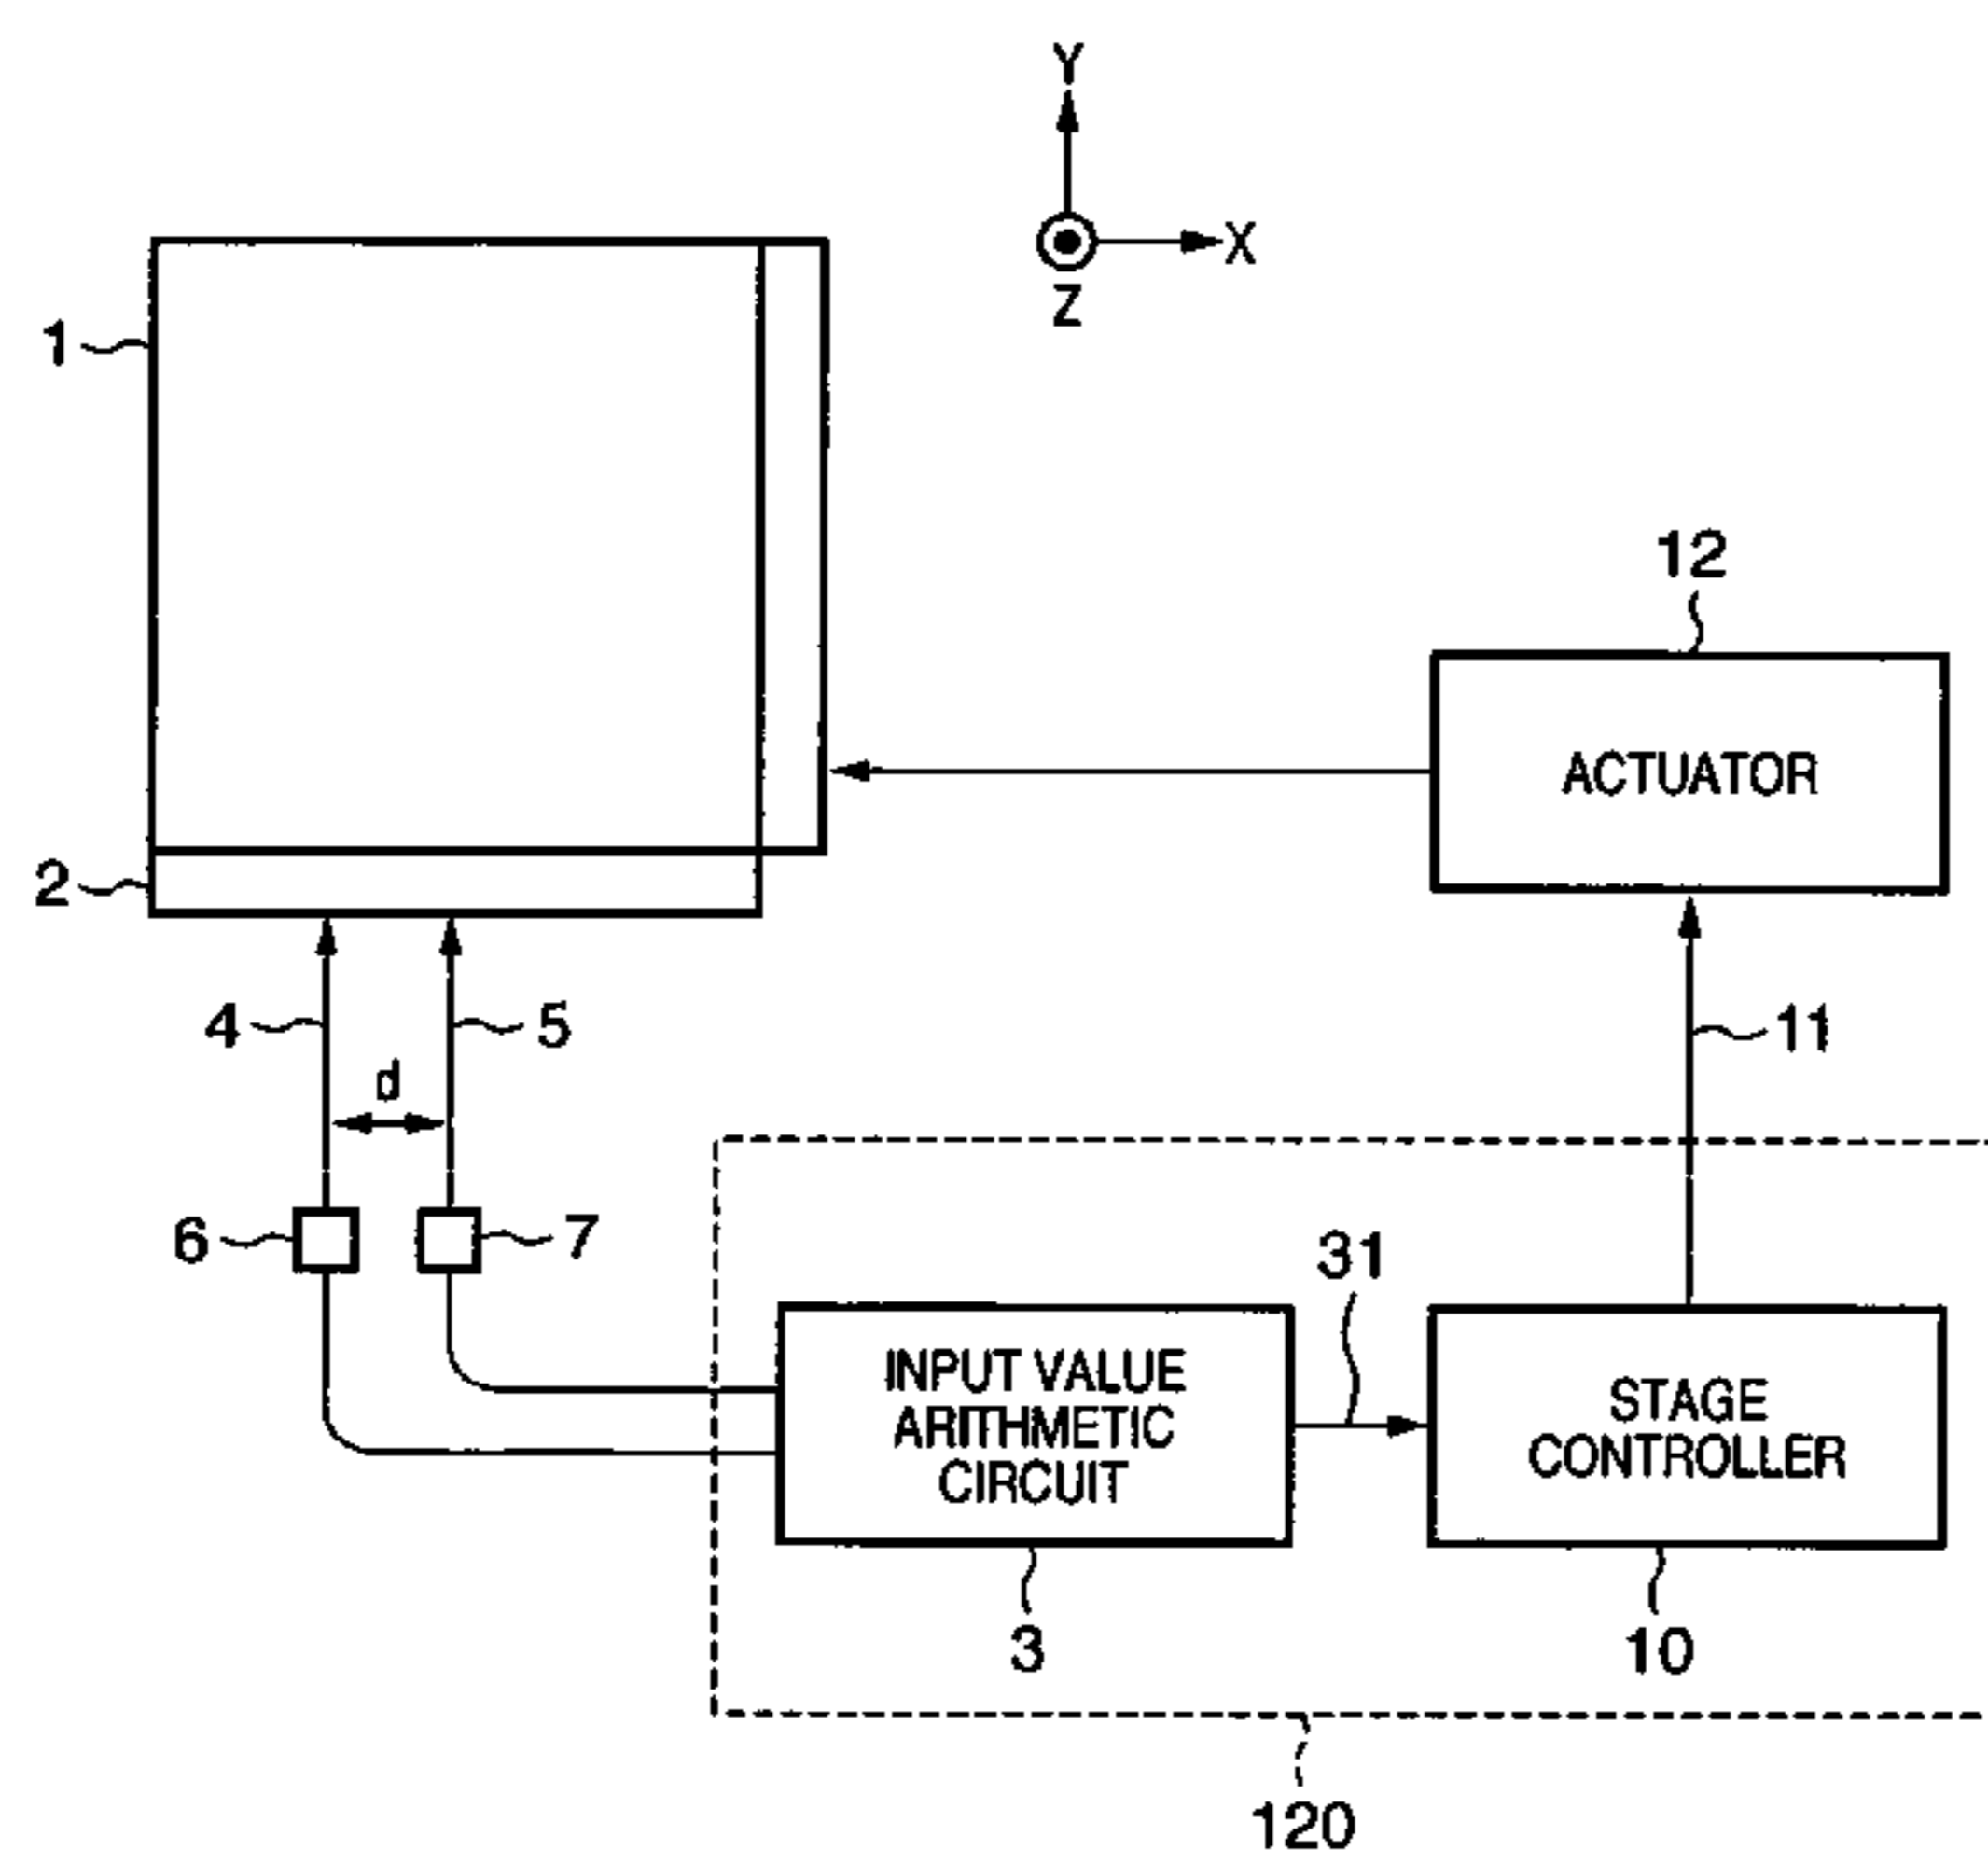 Y
X
Z
1
12
ACTUATOR
2
4
5
11
d
6
7
31
INPUT VALUE
ARITHMETIC
CIRCUIT
STAGE
CONTROLLER
3
10
120